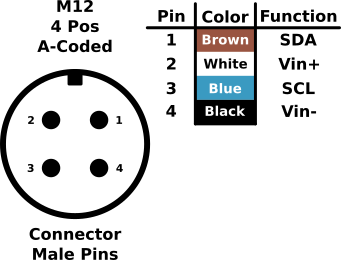 M12
4 Pos
A-Coded
2 1
3 4
Connector
Male Pins
Pin Color Function
1 Brown SDA
2 White Vin+
3 Blue SCL
4 Black Vin-